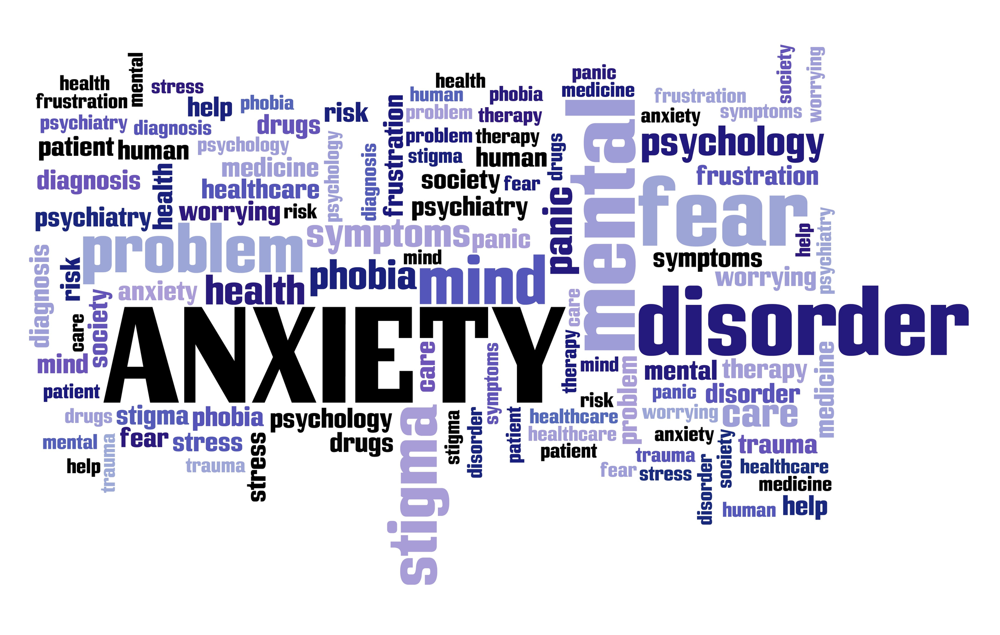 health
mental
stress
frustration
help
phobia
psychiatry
diagnosis
drugs
risk
patient
human
psychology
medicine
diagnosis
health
healthcare
psychology
diagnosis
frustration
psychiatry
worrying
risk
health
human
phobia
problem
therapy
problem
therapy
stigma
human
drugs
society
fear
psychiatry
panic
panic
medicine
mental
frustration
society
worrying
anxiety
symptoms
psychology
frustration
fear
help
psychiatry
symptoms
worrying
problem
symptoms
panic
mind
diagnosis
risk
anxiety
health
phobia
mind
care
disorder
care
society
ANXIETY
care
symptoms
therapy
mind
mind
patient
mental
therapy
medicine
panic
disorder
risk
problem
worrying
care
drugs
stigma
phobia
psychology
stigma
stigma
disorder
patient
healthcare
healthcare
patient
anxiety
society
trauma
mental
trauma
fear
stress
stress
drugs
help
trauma
trauma
fear
stress
disorder
healthcare
medicine
human
help